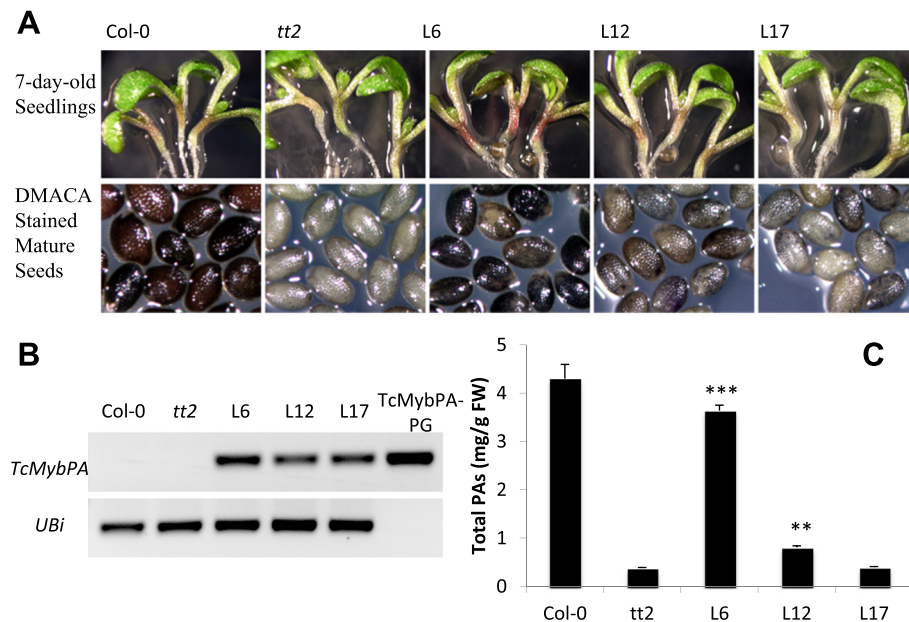 A
Col-0 tt2 L6 L12 L17
7-day-old
Seedlings
DMACA
Stained
Mature
Seeds
B
Col-0 tt2 L6 L12 L17 TcMybPA-
PG
TcMybPA
UBi
C
Total PAs (mg/g FW)
5
4
3
2
1
0
***
**
Col-0 tt2 L6 L12 L17